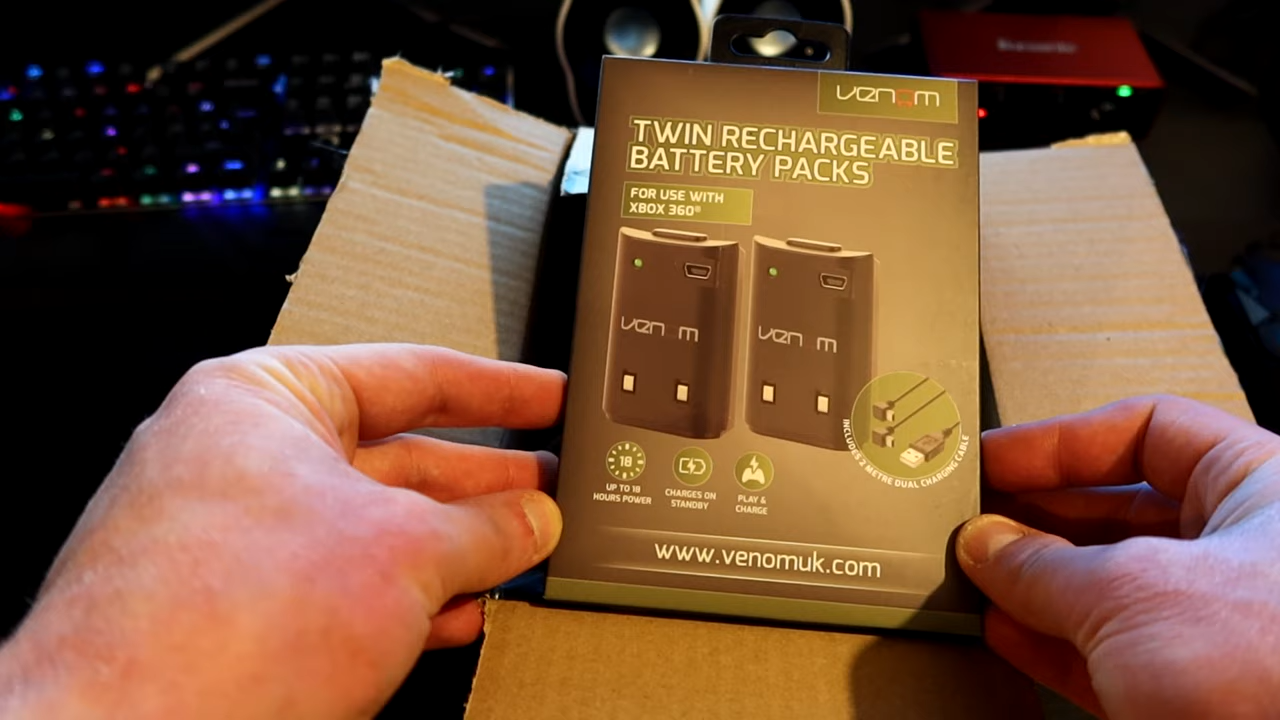 venom
TWIN RECHARGEABLE
BATTERY PACKS
FOR USE WITH
XBOX 360®
ven m
ven m
18
UP TO 18
HOURS POWER
CHARGES ON
STANDBY
PLAY &
CHARGE
INCLUDES 2 METRE DUAL CHARGING CABLE
www.venomuk.com